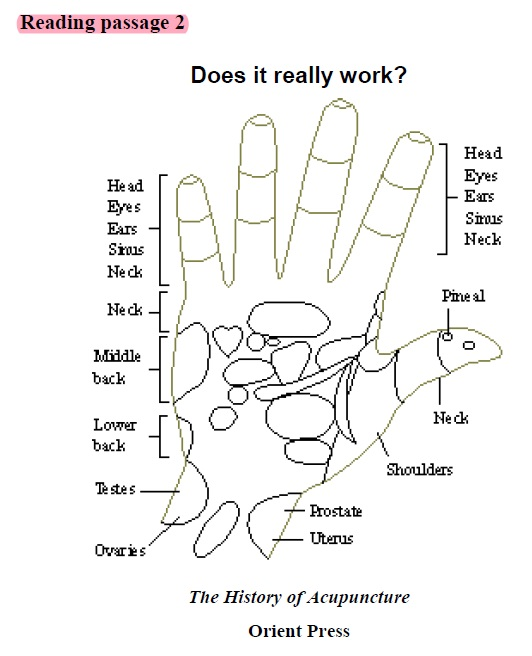 Reading passage 2
Does it really work?
Head
Eyes
Ears
Sinus
Neck
Neck
Middle
back
Lower
back
Testes
Ovaries
Head
Eyes
Ears
Sinus
Neck
Pineal
Neck
Shoulders
Prostate
Uterus
The History of Acupuncture
Orient Press